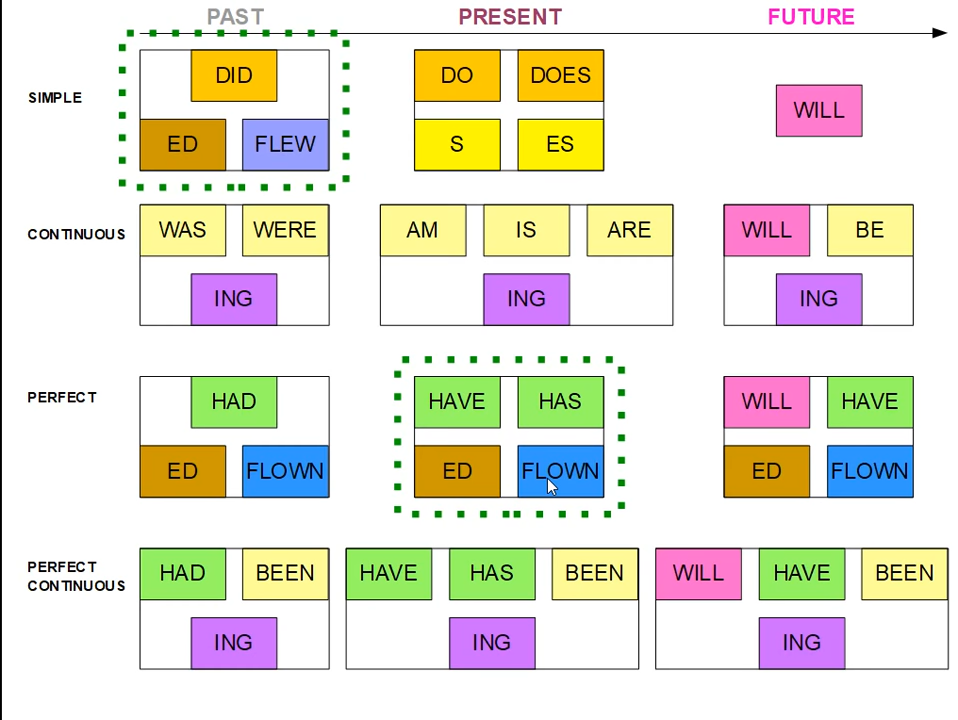 PAST PRESENT FUTURE
SIMPLE
DID DO DOES
WILL
ED FLEW S ES
CONTINUOUS
WAS WERE AM IS ARE WILL BE
ING ING ING
PERFECT
HAD HAVE HAS WILL HAVE
ED FLOWN ED FLOWN ED FLOWN
PERFECT
CONTINUOUS
HAD BEEN HAVE HAS BEEN WILL HAVE BEEN
ING ING ING